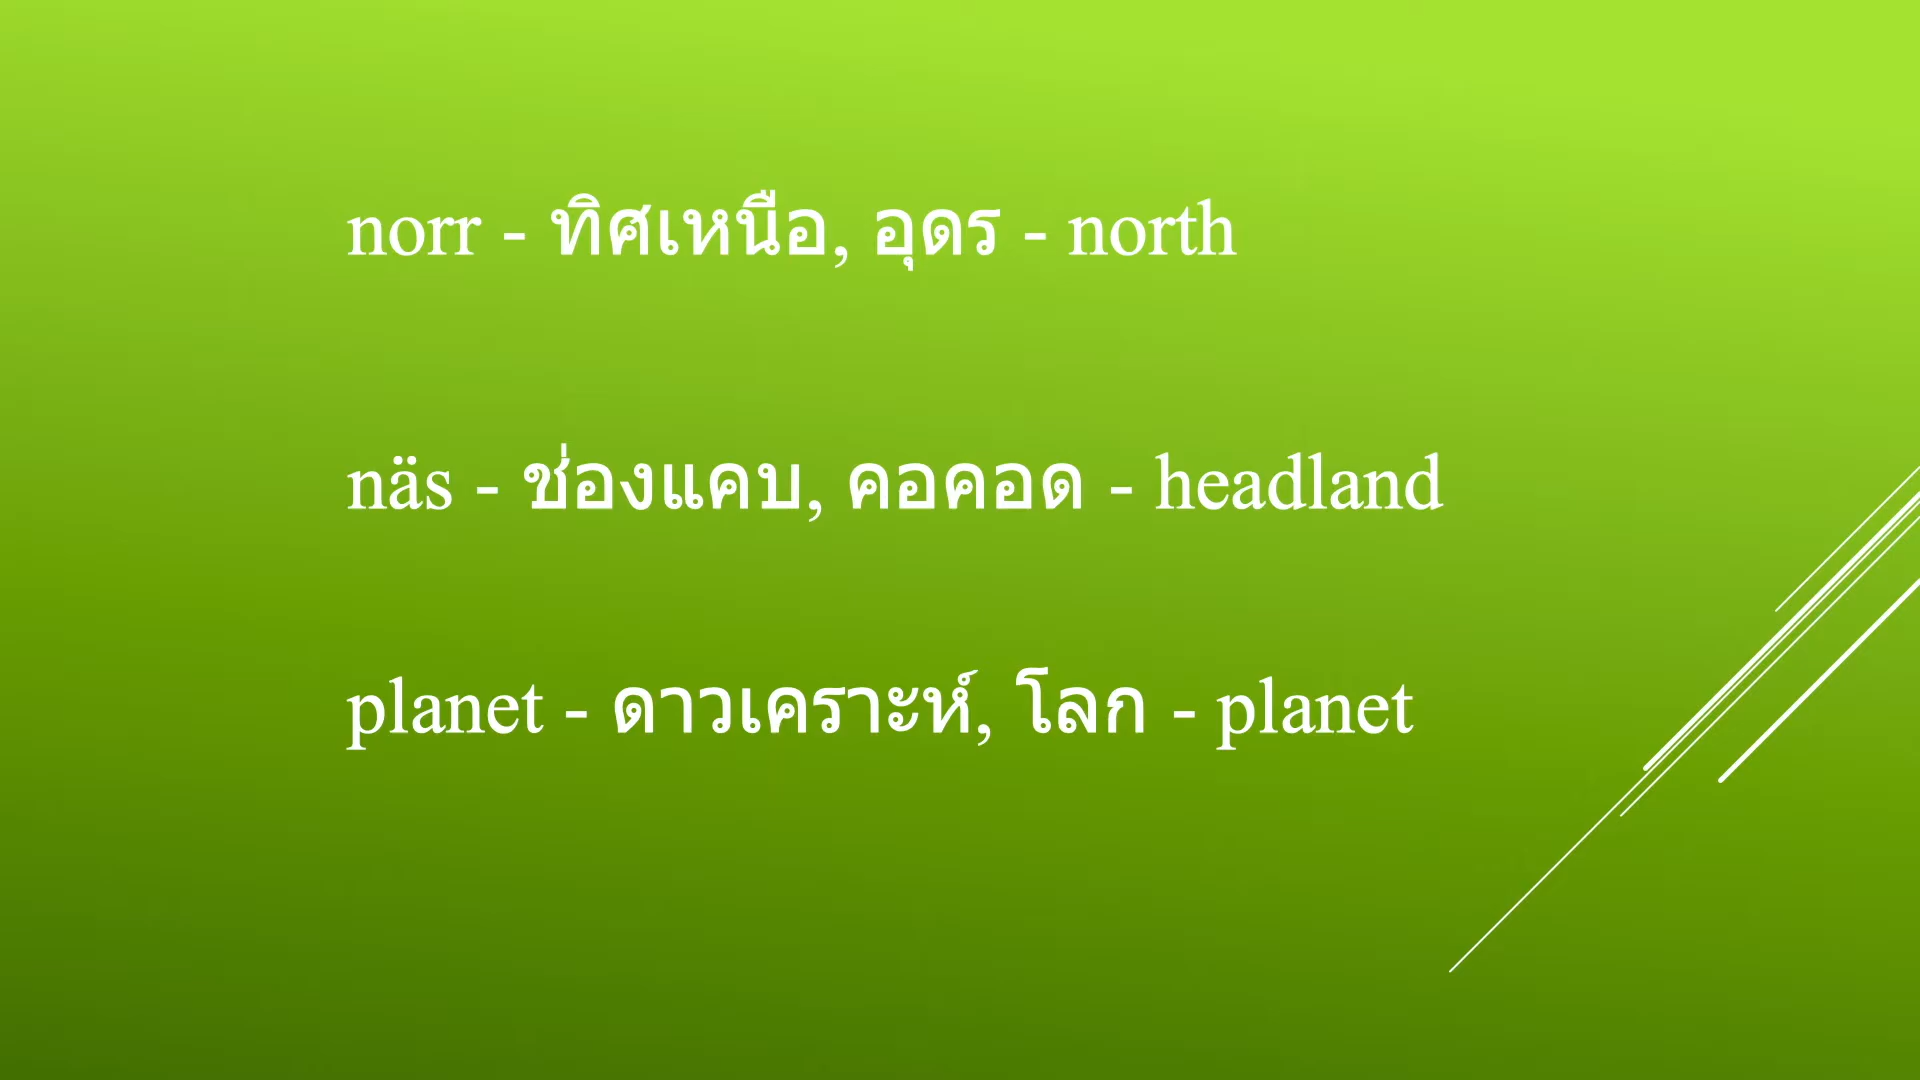 norr - ทิศเหนือ, อุดร - north
näs - ช่องแคบ, คอคอด - headland
planet - ดาวเคราะห์, โลก - planet